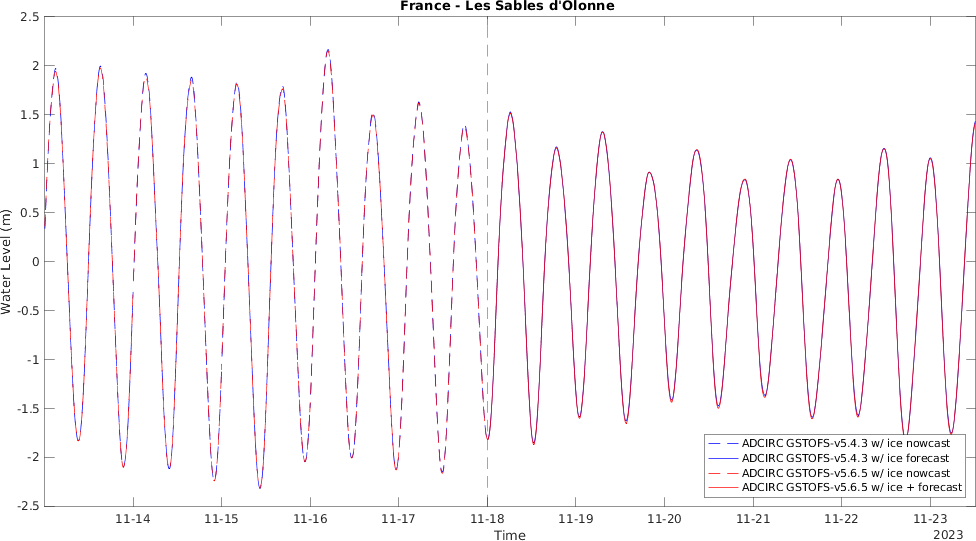 France - Les Sables d'Olonne
2.5
2
1.5
1
0.5
0
-0.5
-1
-1.5
-2
-2.5
Water Level (m)
ADCIRC GSTOFS-v5.4.3 w/ ice nowcast
ADCIRC GSTOFS-v5.4.3 w/ ice forecast
ADCIRC GSTOFS-v5.6.5 w/ ice nowcast
ADCIRC GSTOFS-v5.6.5 w/ ice + forecast
11-14 11-15 11-16 11-17 11-18 11-19 11-20 11-21 11-22 11-23
Time
2023